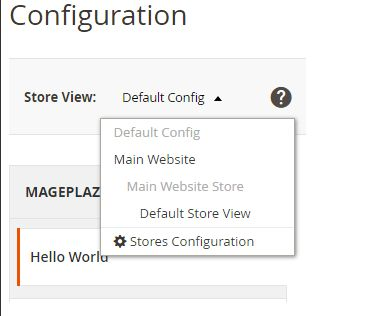 Configuration
Store View: Default Config
Default Config
Main Website
Main Website Store
Default Store View
Stores Configuration
MAGEPLAZ
Hello World